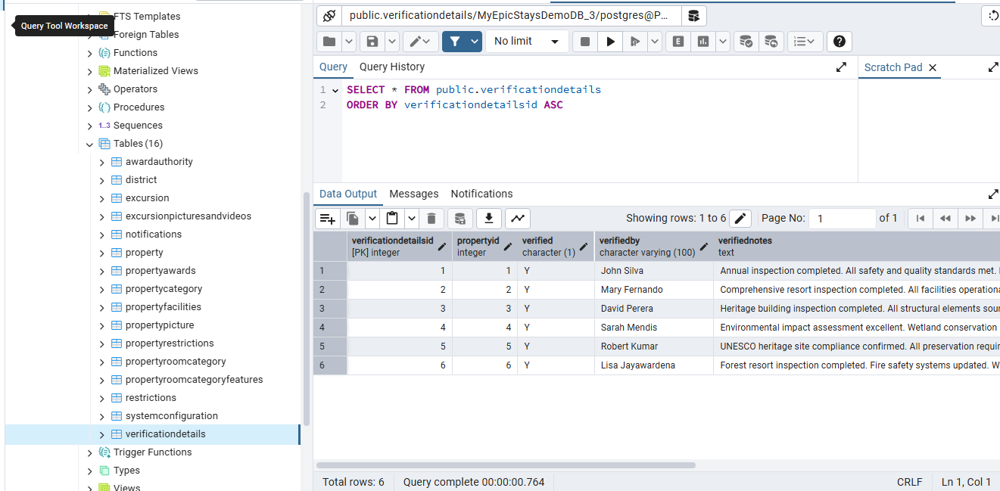 FTS Templates
Query Tool Workspace
Foreign Tables
Functions
Materialized Views
Operators
Procedures
1..3 Sequences
Tables (16)
awardauthority
district
excursion
excursionpicturesandvideos
notifications
property
propertyawards
propertycategory
propertyfacilities
propertypicture
propertyrestrictions
propertyroomcategory
propertyroomcategoryfeatures
restrictions
systemconfiguration
verificationdetails
Trigger Functions
Types
Views
public.verificationdetails/MyEpicStaysDemoDB_3/postgres@P...
No limit
E
Query Query History
Scratch Pad
1 SELECT * FROM public.verificationdetails
2 ORDER BY verificationdetailsid ASC
Data Output Messages Notifications
Showing rows: 1 to 6 Page No: 1 of 1
verificationdetailsid propertyid verified verifiedby verifiednotes
[PK] integer integer character (1) character varying (100) text
1 1 1 Y John Silva Annual inspection completed. All safety and quality standards met.
2 2 2 Y Mary Fernando Comprehensive resort inspection completed. All facilities operationa
3 3 3 Y David Perera Heritage building inspection completed. All structural elements sou
4 4 4 Y Sarah Mendis Environmental impact assessment excellent. Wetland conservation
5 5 5 Y Robert Kumar UNESCO heritage site compliance confirmed. All preservation requir
6 6 6 Y Lisa Jayawardena Forest resort inspection completed. Fire safety systems updated. W
Total rows: 6 Query complete 00:00:00.764 CRLF Ln 1, Col 1